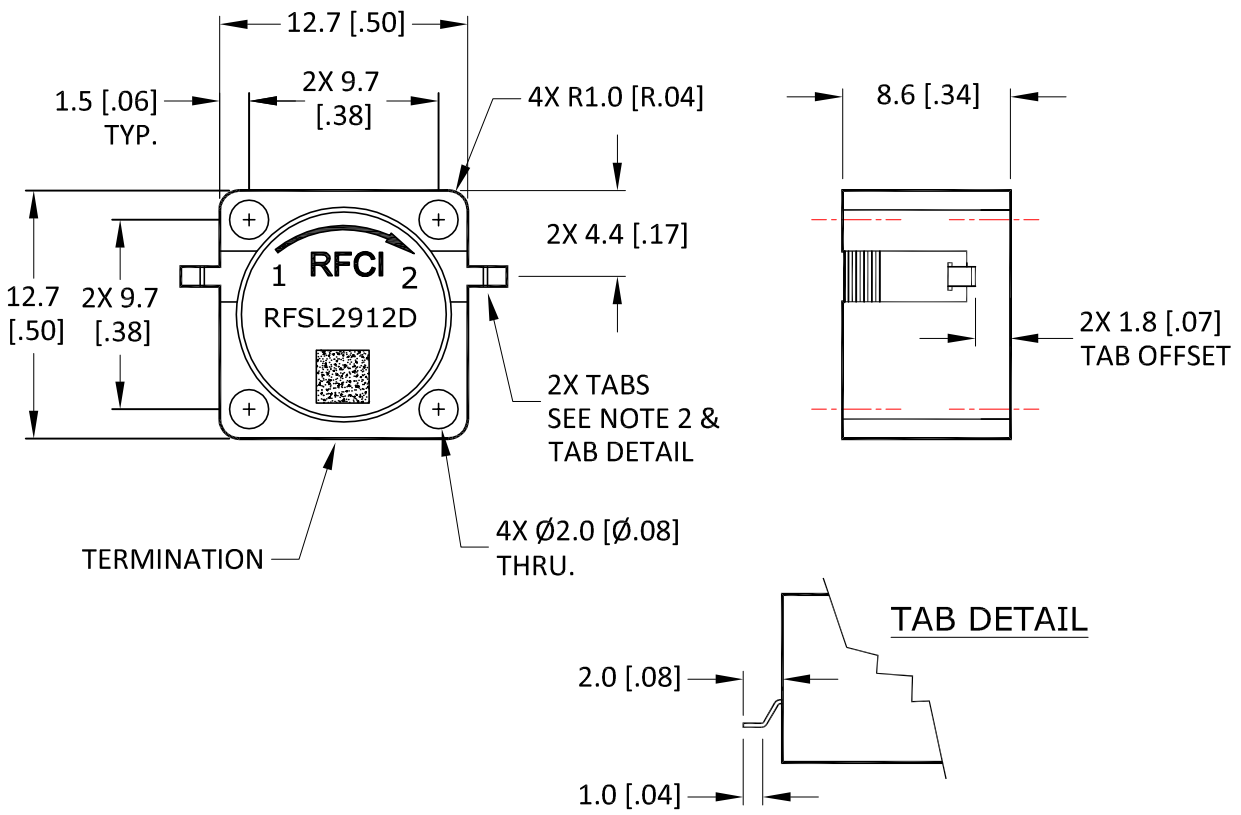 12.7 [.50]
1.5 [.06]
TYP.
2X 9.7
[.38]
4X R1.0 [R.04]
8.6 [.34]
2X 4.4 [.17]
12.7
[.50]
2X 9.7
[.38]
1
RFCI
2
RFSL2912D
2X 1.8 [.07]
TAB OFFSET
2X TABS
SEE NOTE 2 &
TAB DETAIL
TERMINATION
4X Ø2.0 [Ø.08]
THRU.
TAB DETAIL
2.0 [.08]
1.0 [.04]